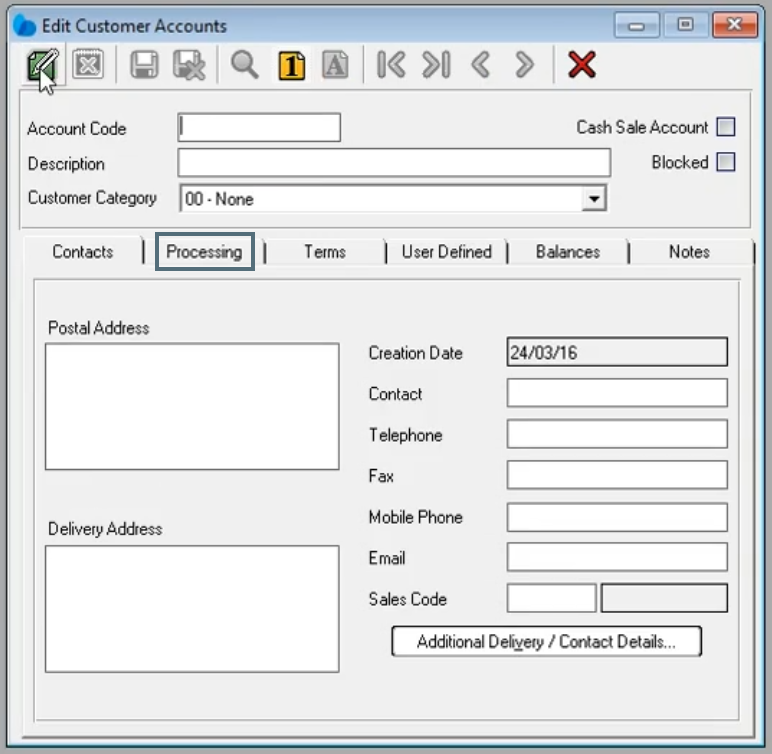 Edit Customer Accounts
1 A
Account Code
Cash Sale Account
Description
Blocked
Customer Category 00 - None
Contacts Processing Terms User Defined Balances Notes
Postal Address
Creation Date 24/03/16
Contact
Telephone
Fax
Mobile Phone
Delivery Address
Email
Sales Code
Additional Delivery / Contact Details...